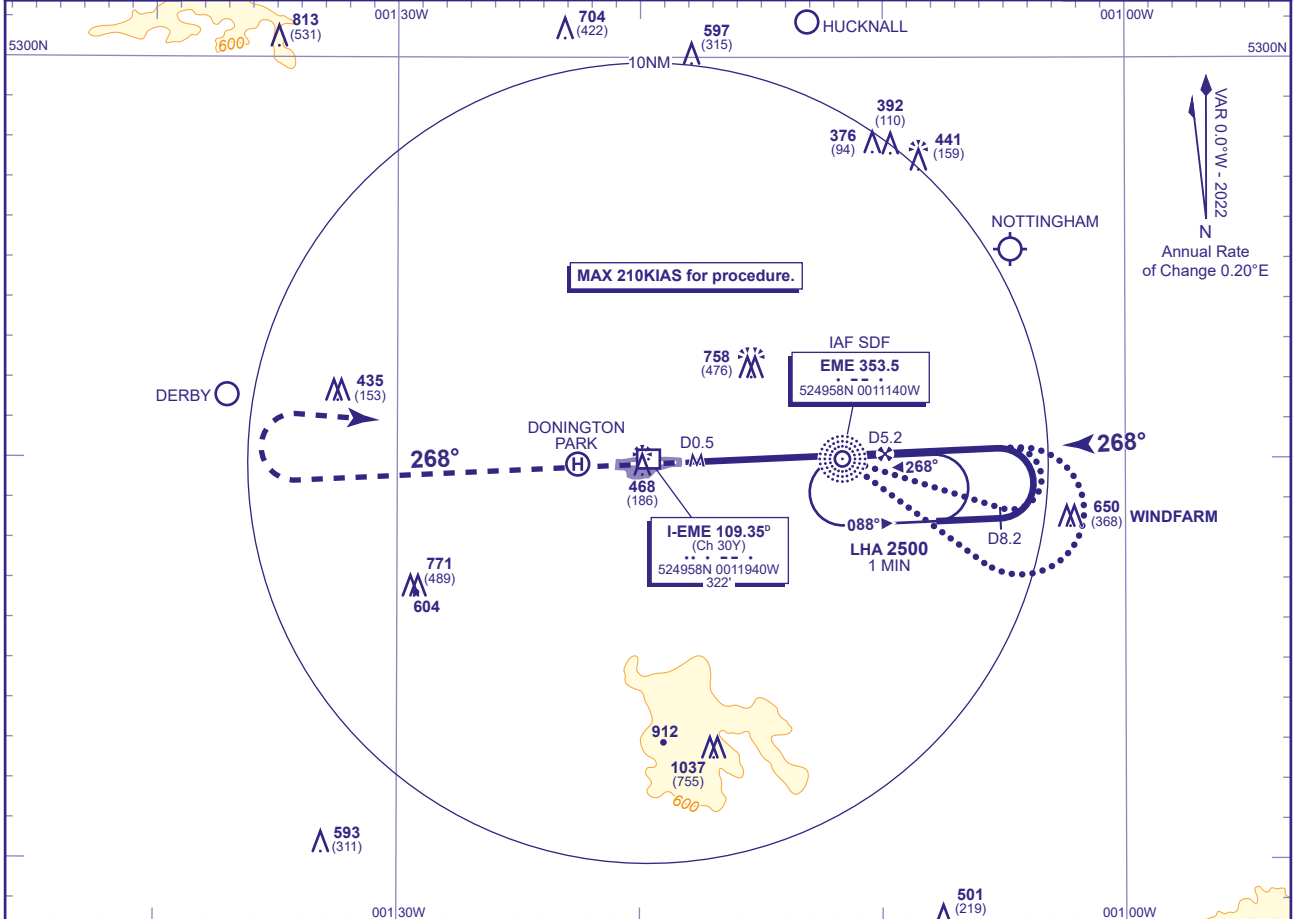 001:30W
001:00W
813
(531)
600
704
(422)
597
(315)
HUCKNALL
5300N
5300N
10NM
VAR 0.0°W - 2022
N
Annual Rate
of Change 0.20°E
392
(110)
376
(94)
441
(159)
NOTTINGHAM
MAX 210KIAS for procedure.
IAF SDF
EME 353.5
524958N 0011140W
758
(476)
435
(153)
DERBY
DONINGTON
PARK
H
D0.5
D5.2
268°
268°
268°
468
(186)
088°
LHA 2500
1 MIN
D8.2
650
(368)
WINDFARM
I-EME 109.35D
(Ch 30Y)
524958N 0011940W
322'
771
(489)
604
912
1037
(755)
600
593
(311)
501
(219)
001:30W
001:00W